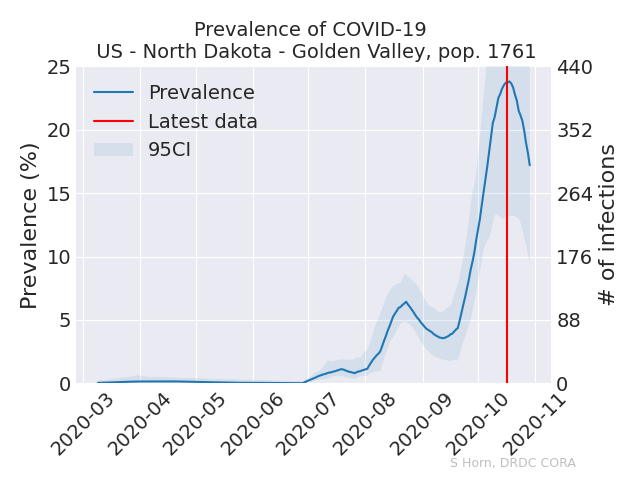 Prevalence of COVID-19
US - North Dakota - Golden Valley, pop. 1761
Prevalence
Latest data
95CI
Prevalence (%)
25
20
15
10
5
0
440
352
264
176
88
0
# of infections
2020-03
2020-04
2020-05
2020-06
2020-07
2020-08
2020-09
2020-10
2020-11
S Horn, DRDC CORA